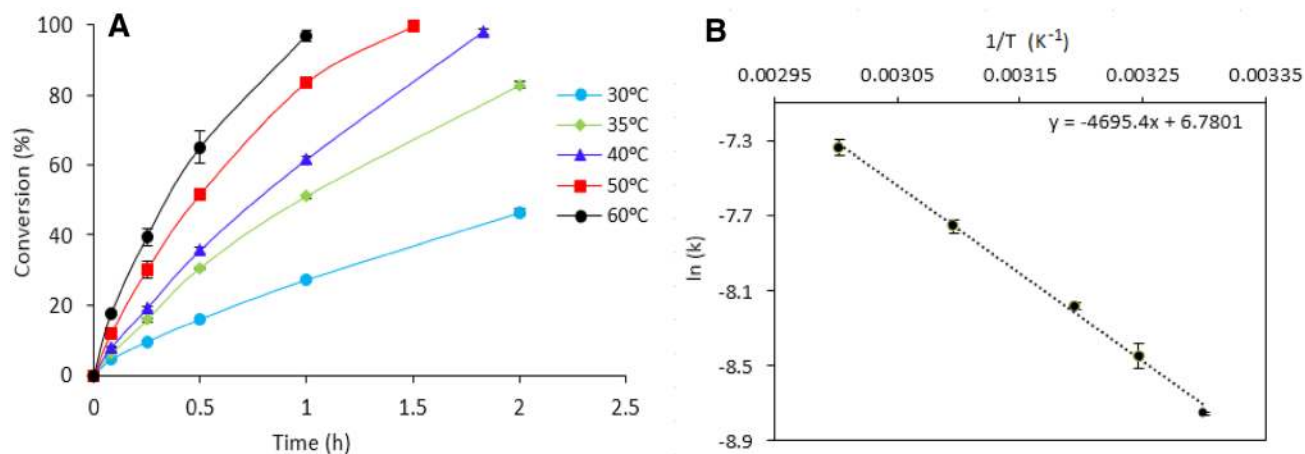 A
100
80
60
40
20
0
0
0.5
1
1.5
2
2.5
Conversion (%)
Time (h)
30ºC
35ºC
40ºC
50ºC
60ºC
B
1/T (K⁻¹)
0.00295
0.00305
0.00315
0.00325
0.00335
y = -4695.4x + 6.7801
-7.3
-7.7
-8.1
-8.5
-8.9
ln (k)